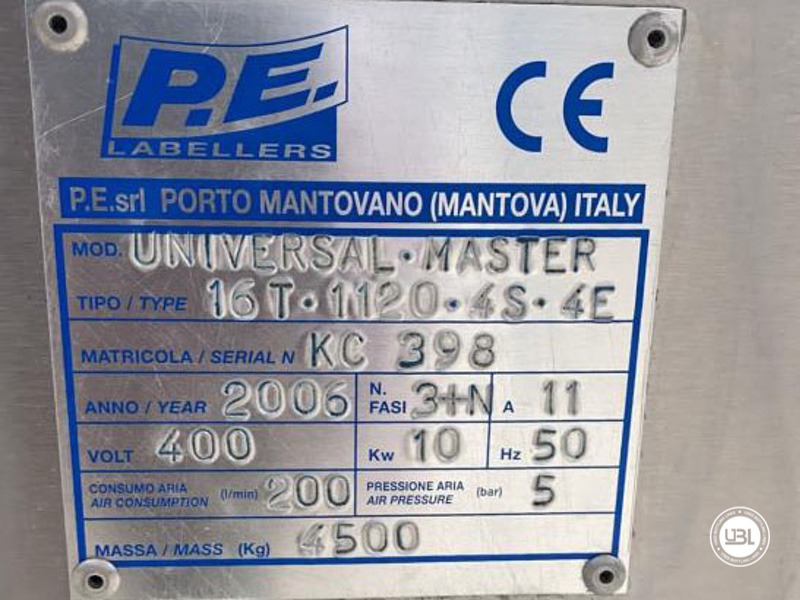 P.E.
LABELLERS
CE
P.E.srl PORTO MANTOVANO (MANTOVA) ITALY
MOD. UNIVERSAL·MASTER
TIPO / TYPE 16T·1120·4S·4E
MATRICOLA / SERIAL N KC 398
ANNO / YEAR 2006 N. FASI 3+N A 11
VOLT 400 Kw 10 Hz 50
CONSUMO ARIA AIR CONSUMPTION (l/min) 200 PRESSIONE ARIA AIR PRESSURE (bar) 5
MASSA / MASS (Kg) 4500
UBL